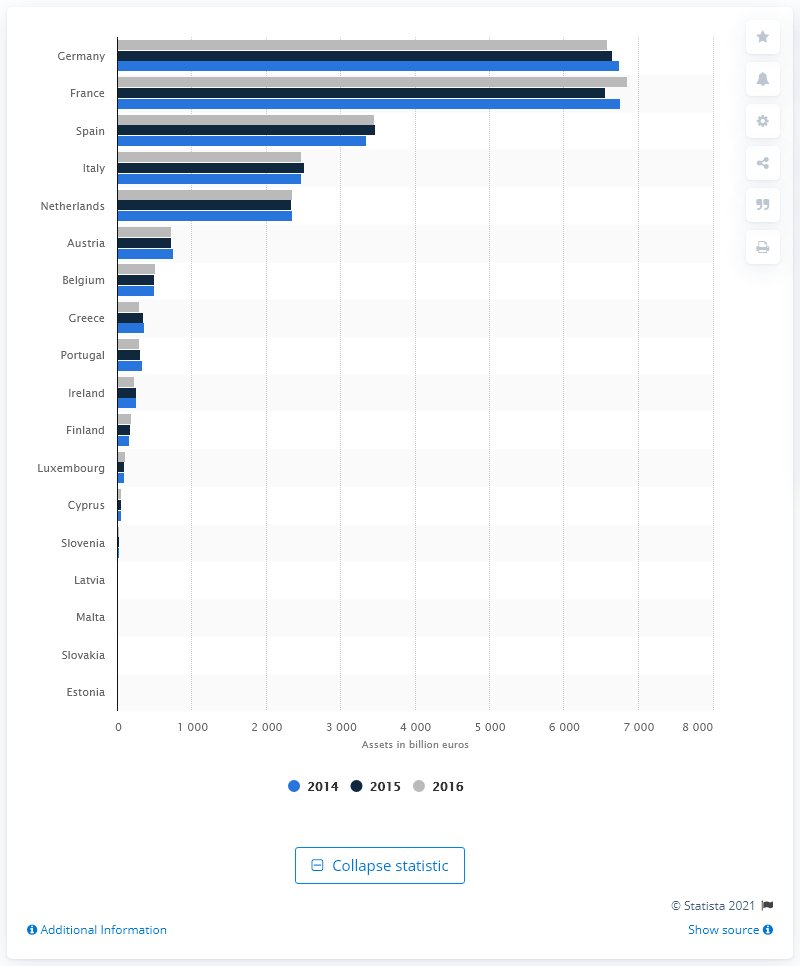 Germany
France
Spain
Italy
Netherlands
Austria
Belgium
Greece
Portugal
Ireland
Finland
Luxembourg
Cyprus
Slovenia
Latvia
Malta
Slovakia
Estonia
0 1 000 2 000 3 000 4 000 5 000 6 000 7 000 8 000
Assets in billion euros
2014 2015 2016
Collapse statistic
© Statista 2021
Additional Information Show source